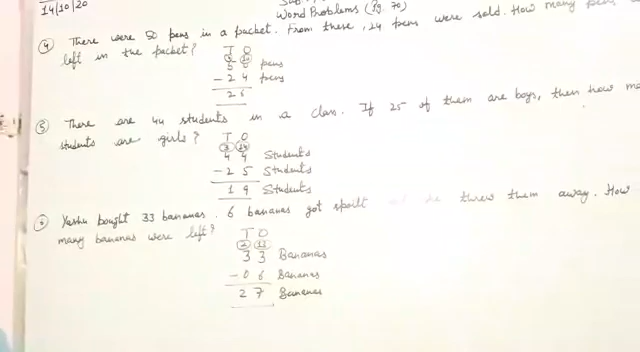 14/10/20
Word Problems (Pg. 70)
④ There were 50 pens in a packet. From these, 24 pens were sold. How many pens
left in the packet?
T O
5 0 pens
- 2 4 pens
2 6
⑤ There are 44 students in a class. If 25 of them are boys, then how
students are girls?
T O
3 14
4 4 Students
- 2 5 Students
1 9 Students
Yashu bought 33 bananas. 6 bananas got spoilt he threw them away. How
many bananas were left?
T O
2 13
3 3 Bananas
- 0 6 Bananas
2 7 Bananas